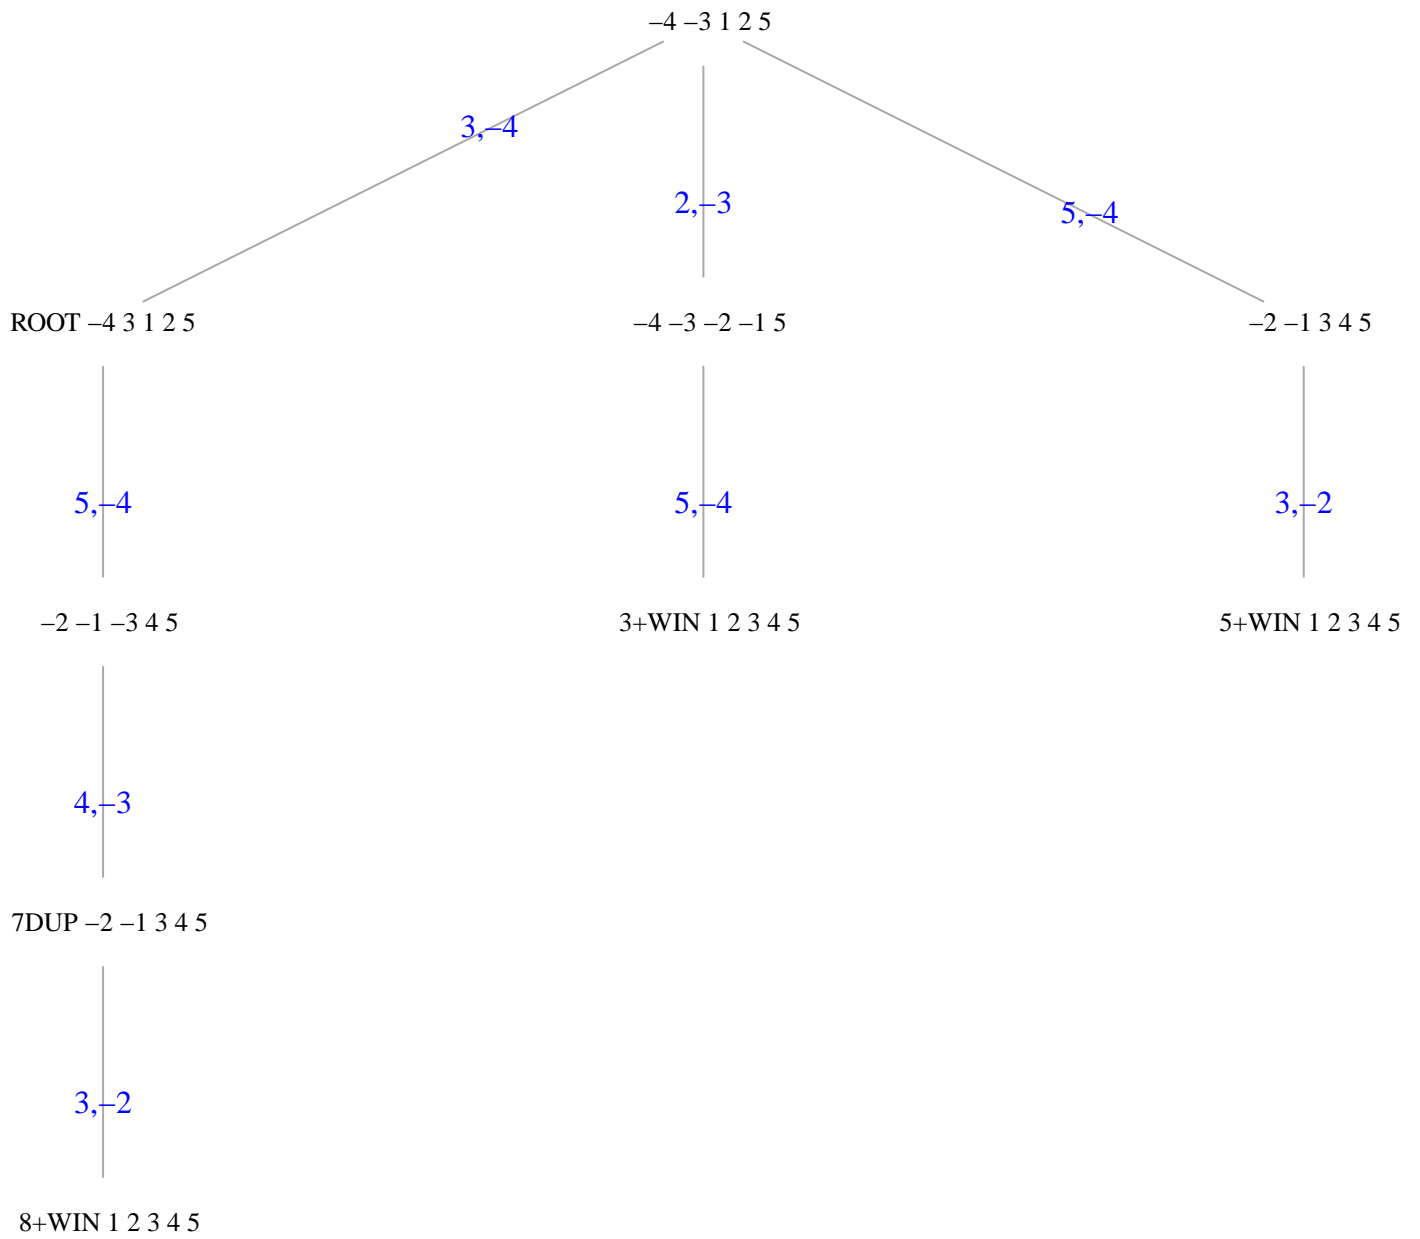 –4 –3 1 2 5
3,–4
2,–3
5,–4
ROOT –4 3 1 2 5
–4 –3 –2 –1 5
–2 –1 3 4 5
5,–4
5,–4
3,–2
–2 –1 –3 4 5
3+WIN 1 2 3 4 5
5+WIN 1 2 3 4 5
4,–3
7DUP –2 –1 3 4 5
3,–2
8+WIN 1 2 3 4 5